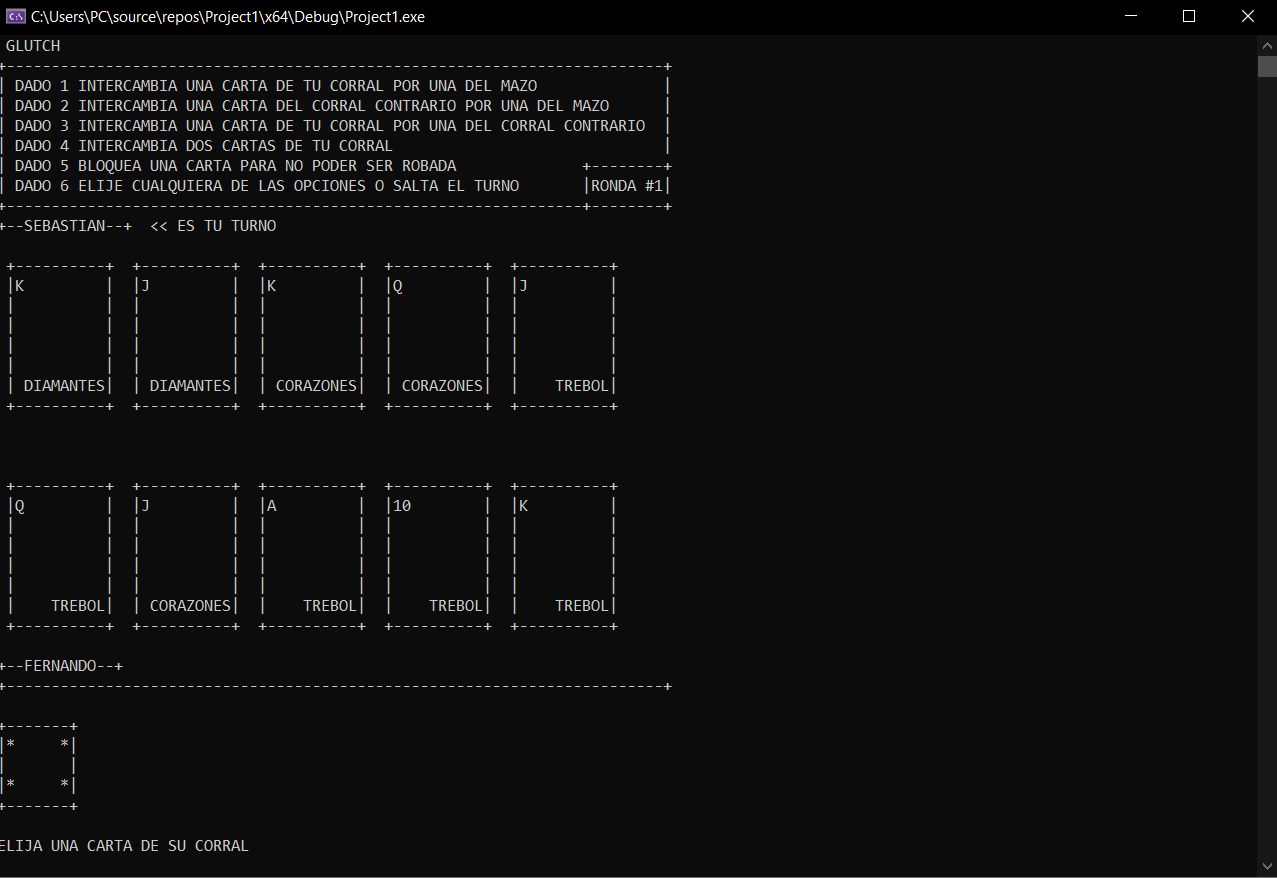 C:\Users\PC\source\repos\Project1\x64\Debug\Project1.exe
GLUTCH
DADO 1 INTERCAMBIA UNA CARTA DE TU CORRAL POR UNA DEL MAZO
DADO 2 INTERCAMBIA UNA CARTA DEL CORRAL CONTRARIO POR UNA DEL MAZO
DADO 3 INTERCAMBIA UNA CARTA DE TU CORRAL POR UNA DEL CORRAL CONTRARIO
DADO 4 INTERCAMBIA DOS CARTAS DE TU CORRAL
DADO 5 BLOQUEA UNA CARTA PARA NO PODER SER ROBADA
DADO 6 ELIJE CUALQUIERA DE LAS OPCIONES O SALTA EL TURNO |RONDA #1|
+--SEBASTIAN--+ << ES TU TURNO
K J K Q J
DIAMANTES DIAMANTES CORAZONES CORAZONES TREBOL
Q J A 10 K
TREBOL CORAZONES TREBOL TREBOL TREBOL
+--FERNANDO--+
* *
* *
ELIJA UNA CARTA DE SU CORRAL